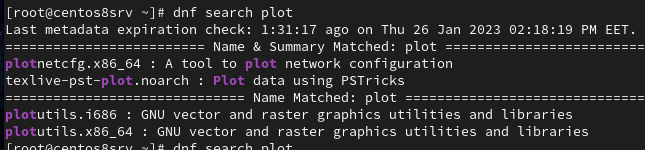 [root@centos8srv ~]# dnf search plot
Last metadata expiration check: 1:31:17 ago on Thu 26 Jan 2023 02:18:19 PM EET.
======================== Name & Summary Matched: plot ========================
plotnetcfg.x86_64 : A tool to plot network configuration
texlive-pst-plot.noarch : Plot data using PSTricks
============================= Name Matched: plot =============================
plotutils.i686 : GNU vector and raster graphics utilities and libraries
plotutils.x86_64 : GNU vector and raster graphics utilities and libraries
[root@centos8srv ~]# dnf search plot